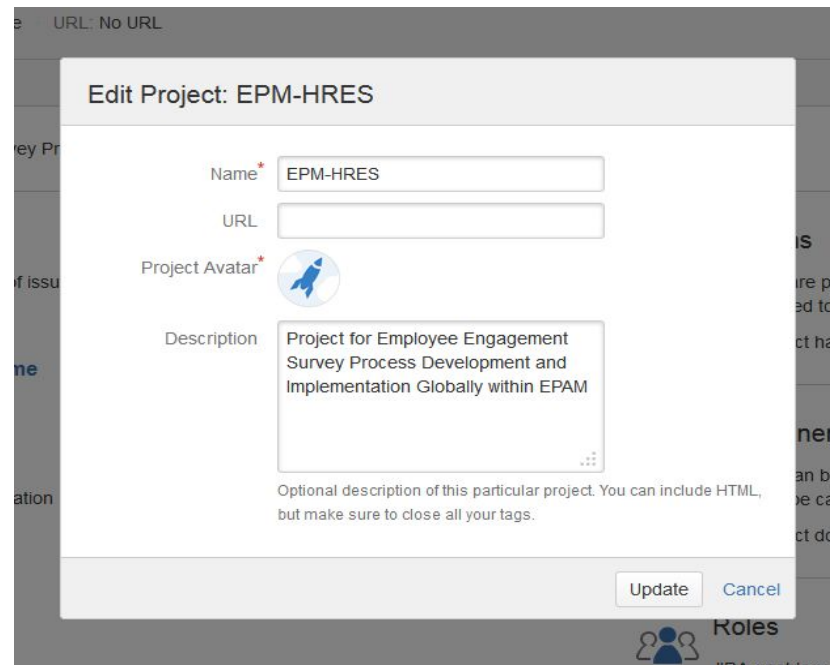 URL: No URL
Edit Project: EPM-HRES
Name*
EPM-HRES
URL
Project Avatar*
Description
Project for Employee Engagement
Survey Process Development and
Implementation Globally within EPAM
Optional description of this particular project. You can include HTML,
but make sure to close all your tags.
Update
Cancel
Roles